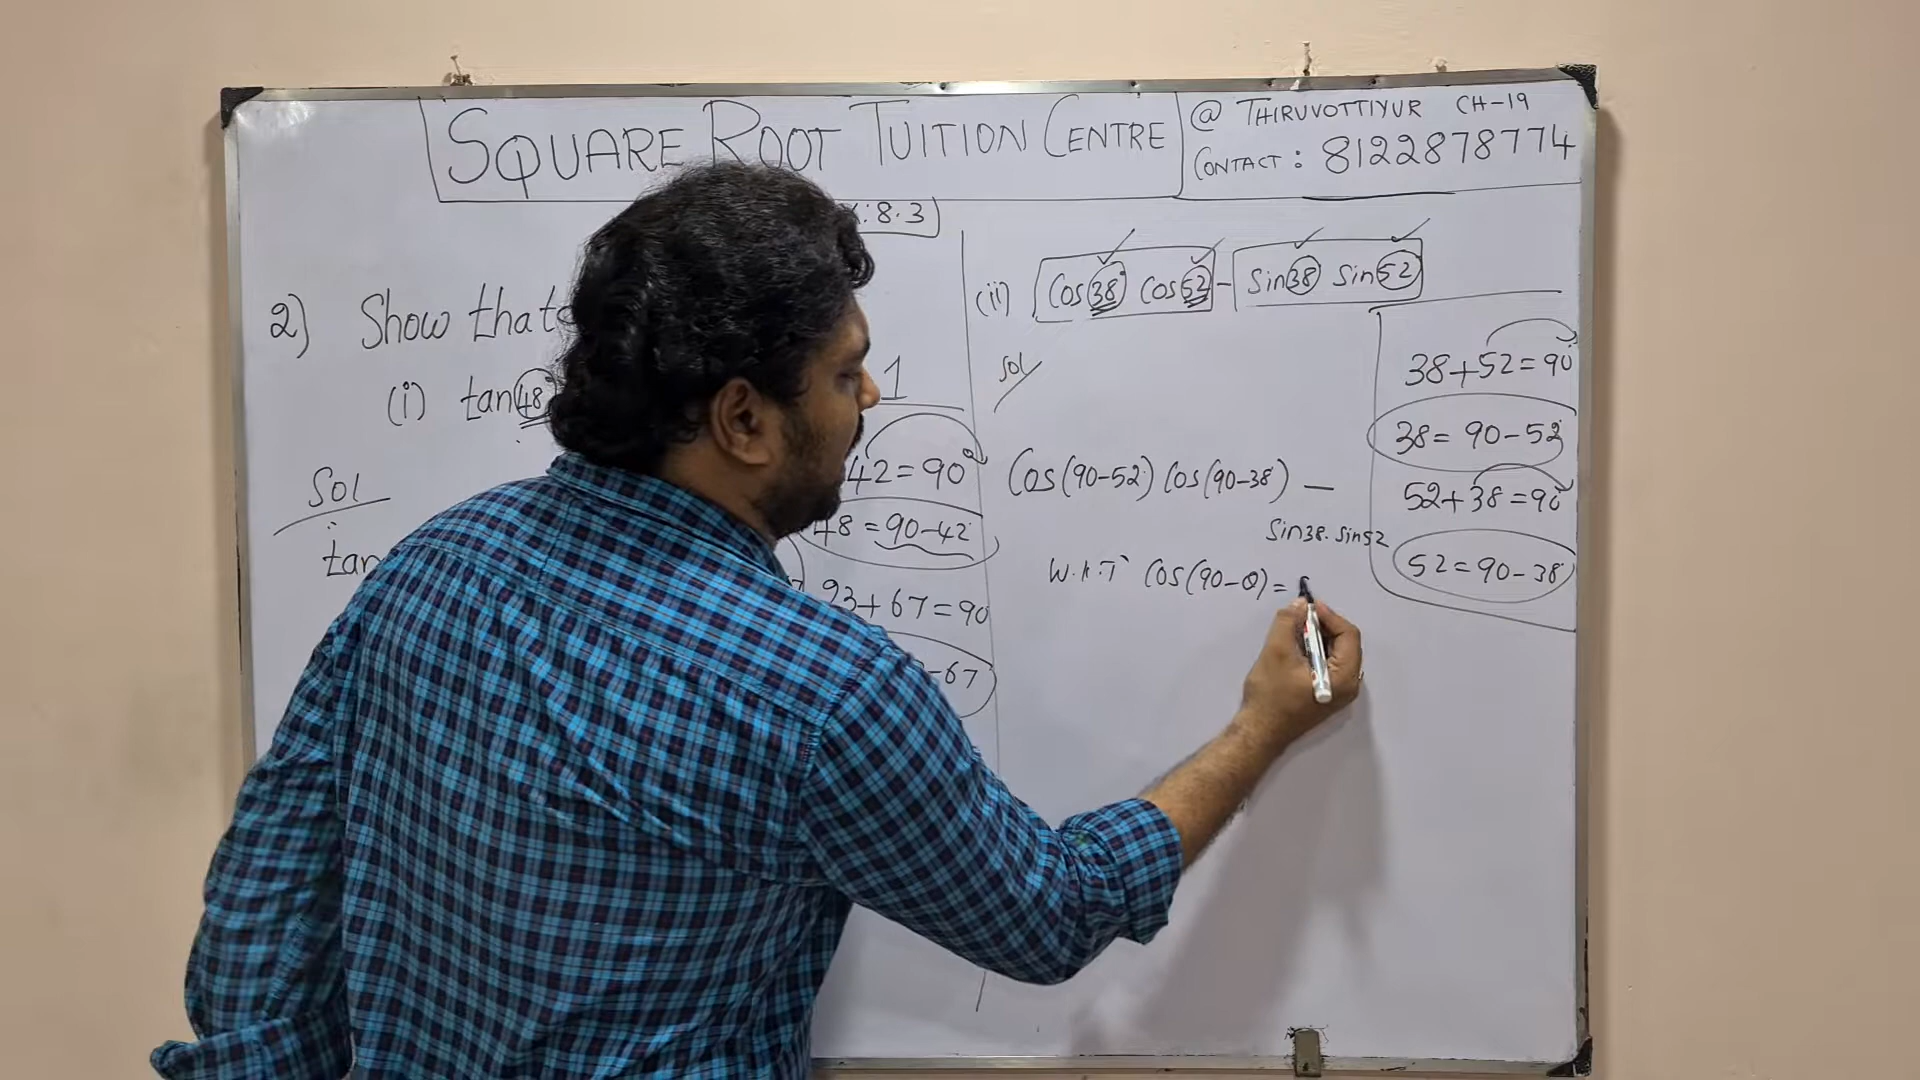 SQUARE ROOT TUITION CENTRE
@ THIRUVOTTIYUR CH-19
CONTACT : 8122878774
: 8.3
2) Show that
(i) tan 48°
1
Sol
tan
42 = 90°
48 = 90-42
23+67=90
-67
(ii) Cos 38° Cos 52° - Sin 38 Sin 52°
Sol
Cos(90-52) Cos(90-38) —
Sin38. Sin52
W.K.T Cos(90-θ)=
38+52=90
38= 90-52
52+38=90
52=90-38